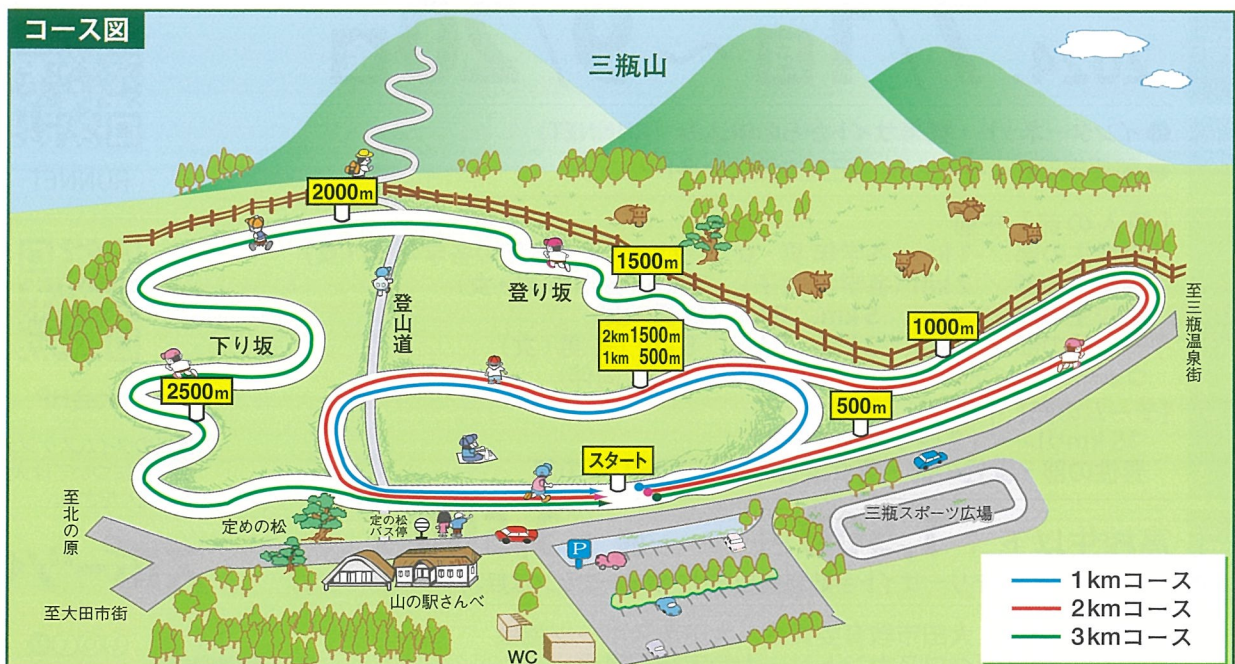 コース図
三瓶山
2000m
1500m
登り坂
登山道
2km 1500m
1km 500m
1000m
至三瓶温泉街
下り坂
2500m
500m
スタート
至北の原
定めの松
定の松
バス停
三瓶スポーツ広場
P
山の駅さんべ
至大田市街
WC
1kmコース
2kmコース
3kmコース